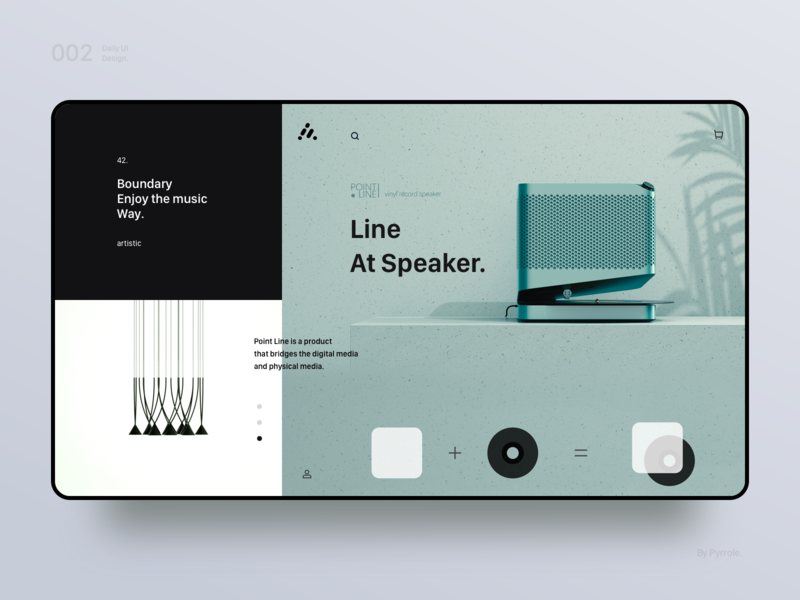 002
Daily UI
Design.
42.
Boundary
Enjoy the music
Way.
artistic
POINT
LINE
vinyl record speaker
Line
At Speaker.
Point Line is a product
that bridges the digital media
and physical media.
By Pyrrole.